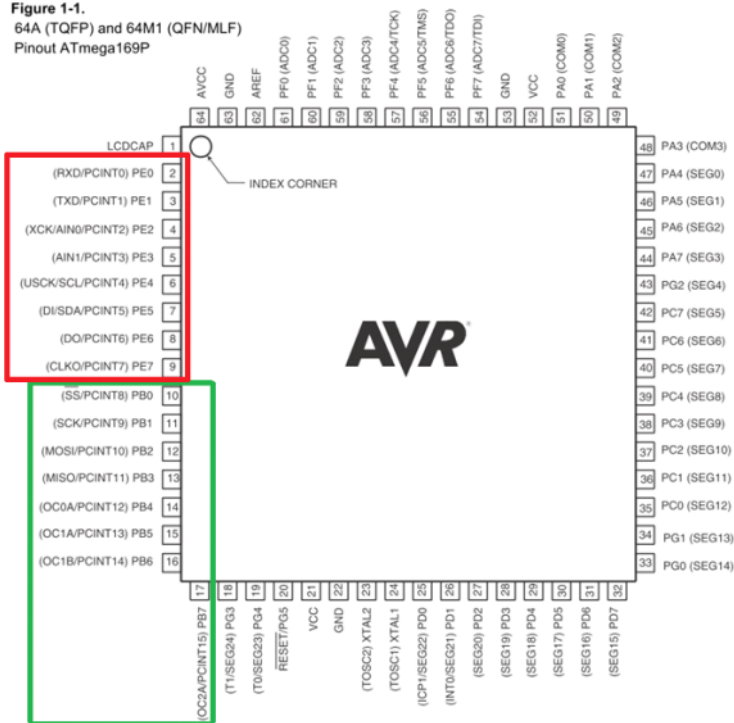 Figure 1-1.
64A (TQFP) and 64M1 (QFN/MLF)
Pinout ATmega169P
AVCC
GND
AREF
PF0 (ADC0)
PF1 (ADC1)
PF2 (ADC2)
PF3 (ADC3)
PF4 (ADC4/TCK)
PF5 (ADC5/TMS)
PF6 (ADC6/TDO)
PF7 (ADC7/TDI)
GND
VCC
PA0 (COM0)
PA1 (COM1)
PA2 (COM2)
64
63
62
61
60
59
58
57
56
55
54
53
52
51
50
49
LCDCAP 1
(RXD/PCINT0) PE0 2
(TXD/PCINT1) PE1 3
(XCK/AIN0/PCINT2) PE2 4
(AIN1/PCINT3) PE3 5
(USCK/SCL/PCINT4) PE4 6
(DI/SDA/PCINT5) PE5 7
(DO/PCINT6) PE6 8
(CLKO/PCINT7) PE7 9
(SS/PCINT8) PB0 10
(SCK/PCINT9) PB1 11
(MOSI/PCINT10) PB2 12
(MISO/PCINT11) PB3 13
(OC0A/PCINT12) PB4 14
(OC1A/PCINT13) PB5 15
(OC1B/PCINT14) PB6 16
INDEX CORNER
AVR
48 PA3 (COM3)
47 PA4 (SEG0)
46 PA5 (SEG1)
45 PA6 (SEG2)
44 PA7 (SEG3)
43 PG2 (SEG4)
42 PC7 (SEG5)
41 PC6 (SEG6)
40 PC5 (SEG7)
39 PC4 (SEG8)
38 PC3 (SEG9)
37 PC2 (SEG10)
36 PC1 (SEG11)
35 PC0 (SEG12)
34 PG1 (SEG13)
33 PG0 (SEG14)
17
18
19
20
21
22
23
24
25
26
27
28
29
30
31
32
(OC2A/PCINT15) PB7
(T1/SEG24) PG3
(T0/SEG23) PG4
RESET/PG5
VCC
GND
(TOSC2) XTAL2
(TOSC1) XTAL1
(ICP1/SEG22) PD0
(INT0/SEG21) PD1
(SEG20) PD2
(SEG19) PD3
(SEG18) PD4
(SEG17) PD5
(SEG16) PD6
(SEG15) PD7